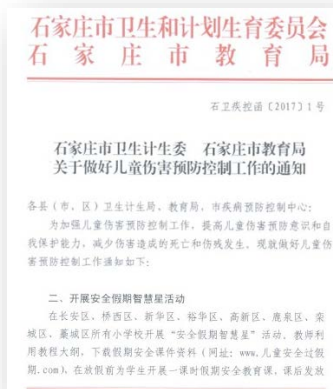 石家庄市卫生和计划生育委员会
石家庄市教育局
石卫疾控函〔2017〕1号
石家庄市卫生计生委 石家庄市教育局
关于做好儿童伤害预防控制工作的通知
各县（市、区）卫生计生局、教育局，市疾病预防控制中心：
为加强儿童伤害预防控制工作，提高儿童伤害预防意识和自
我保护能力，减少伤害造成的死亡和伤残发生，现就做好儿童伤
害预防控制工作通知如下：
二、开展安全假期智慧星活动
在长安区、桥西区、新华区、裕华区、高新区、鹿泉区、栾
城区、藁城区所有小学校开展“安全假期智慧星”活动，教师利
用教程大纲，下载假期安全课件资料（网址：www.儿童安全过假
期.com），在放假前为学生开展一课时假期安全教育课，课后发放